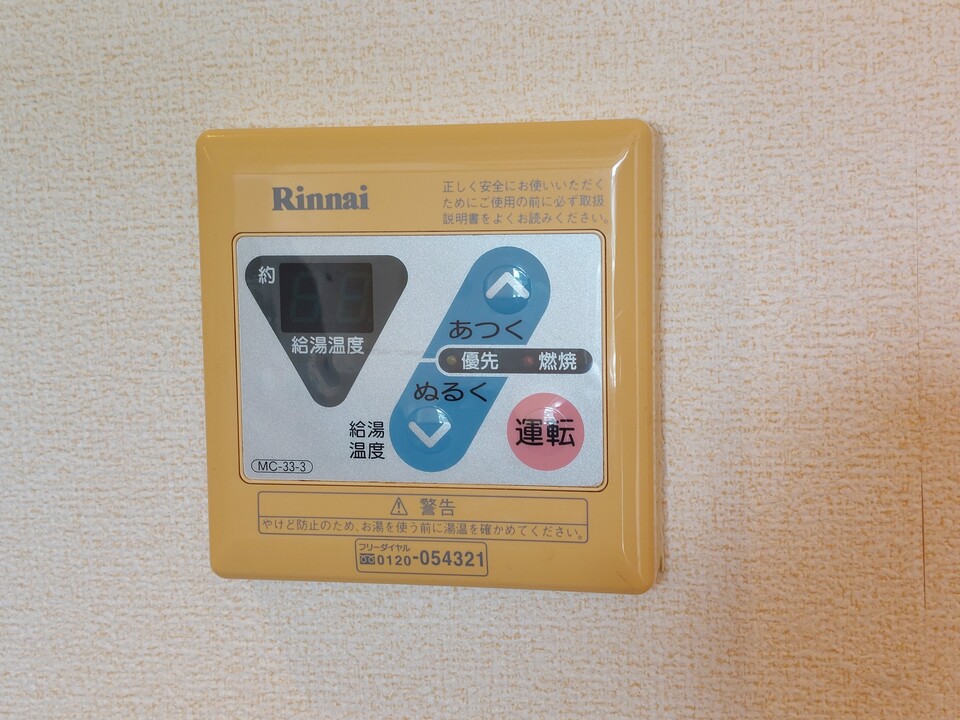 Rinnai
正しく安全にお使いいただく
ためにご使用の前に必ず取扱
説明書をよくお読みください。
約
給湯温度
あつく
優先 燃焼
ぬるく
給湯
温度
運転
MC-33-3
⚠ 警告
やけど防止のため、お湯を使う前に湯温を確かめてください。
フリーダイヤル
0120-054321